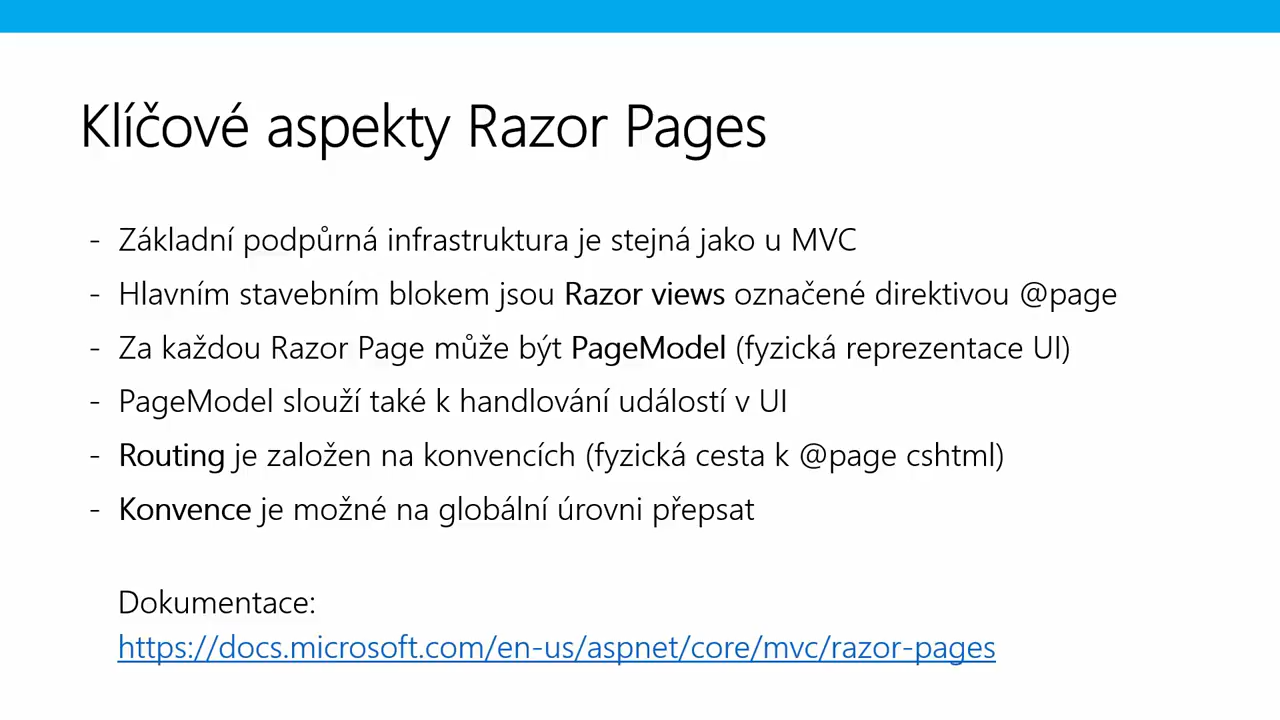 Klíčové aspekty Razor Pages
- Základní podpůrná infrastruktura je stejná jako u MVC
- Hlavním stavebním blokem jsou Razor views označené direktivou @page
- Za každou Razor Page může být PageModel (fyzická reprezentace UI)
- PageModel slouží také k handlování událostí v UI
- Routing je založen na konvencích (fyzická cesta k @page cshtml)
- Konvence je možné na globální úrovni přepsat
Dokumentace:
https://docs.microsoft.com/en-us/aspnet/core/mvc/razor-pages